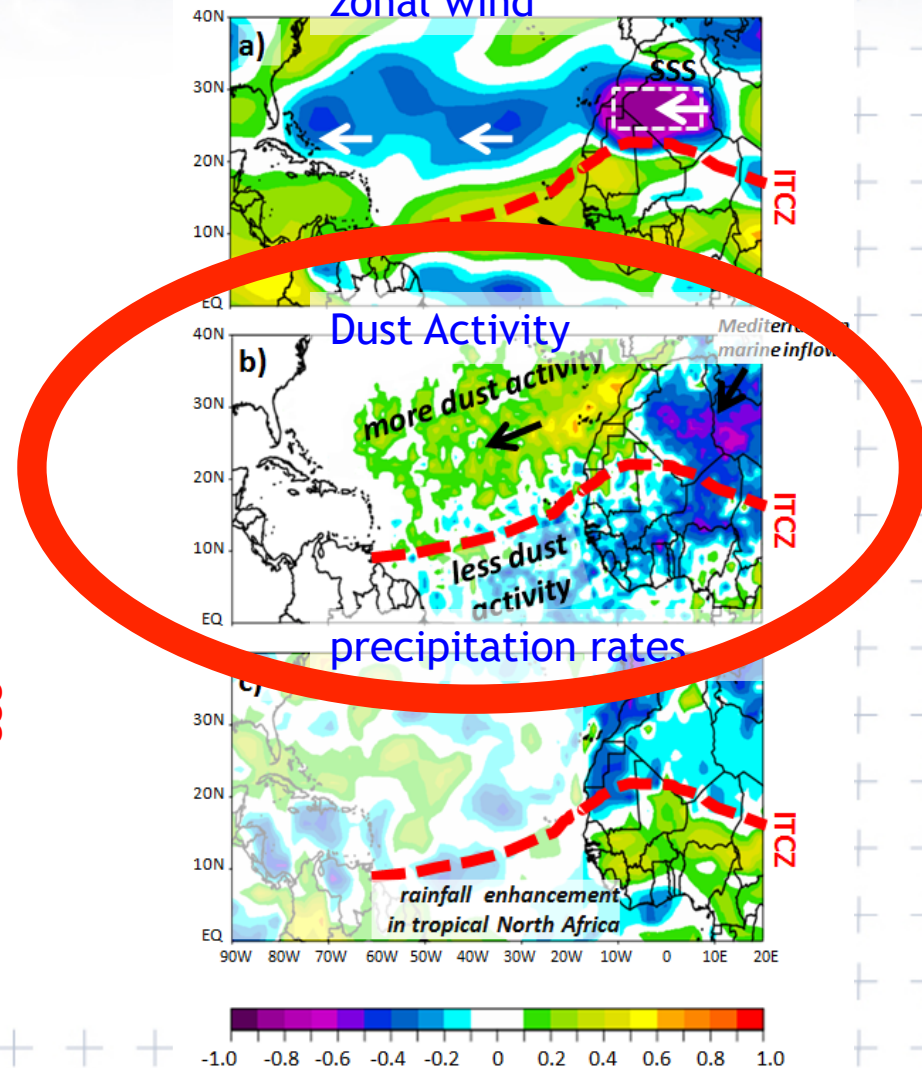 zonal wind
40N
a)
SSS
30N
20N
ITCZ
10N
EQ
Dust Activity
Mediterranean
40N
marine inflow
b)
more dust activity
30N
20N
ITCZ
10N
less dust
activity
EQ
precipitation rates
c)
30N
20N
ITCZ
10N
rainfall enhancement
in tropical North Africa
EQ
90W 80W 70W 60W 50W 40W 30W 20W 10W 0 10E 20E
-1.0 -0.8 -0.6 -0.4 -0.2 0 0.2 0.4 0.6 0.8 1.0